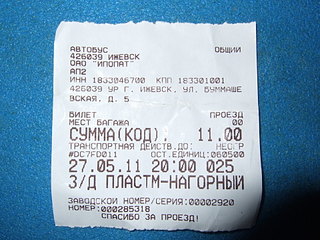 АВТОБУС ОБЩИЙ
426039 ИЖЕВСК
ОАО "ИПОПАТ"
АП2
ИНН 1833046700 КПП 183301001
426039 УР Г. ИЖЕВСК, УЛ. БУММАШЕ
ВСКАЯ, Д. 5
БИЛЕТ ПРОЕЗД
МЕСТ БАГАЖА 00
СУММА(КОД), 11.00
ТРАНСПОРТНАЯ ДЕЙСТВ.ДО: НЕОГР
#DC7FD011 ОСТ.ЕДИНИЦ:060500
27.05.11 20:00 025
З/Д ПЛАСТМ-НАГОРНЫЙ
ЗАВОДСКОЙ НОМЕР/СЕРИЯ:00002920
НОМЕР:000285318
СПАСИБО ЗА ПРОЕЗД!